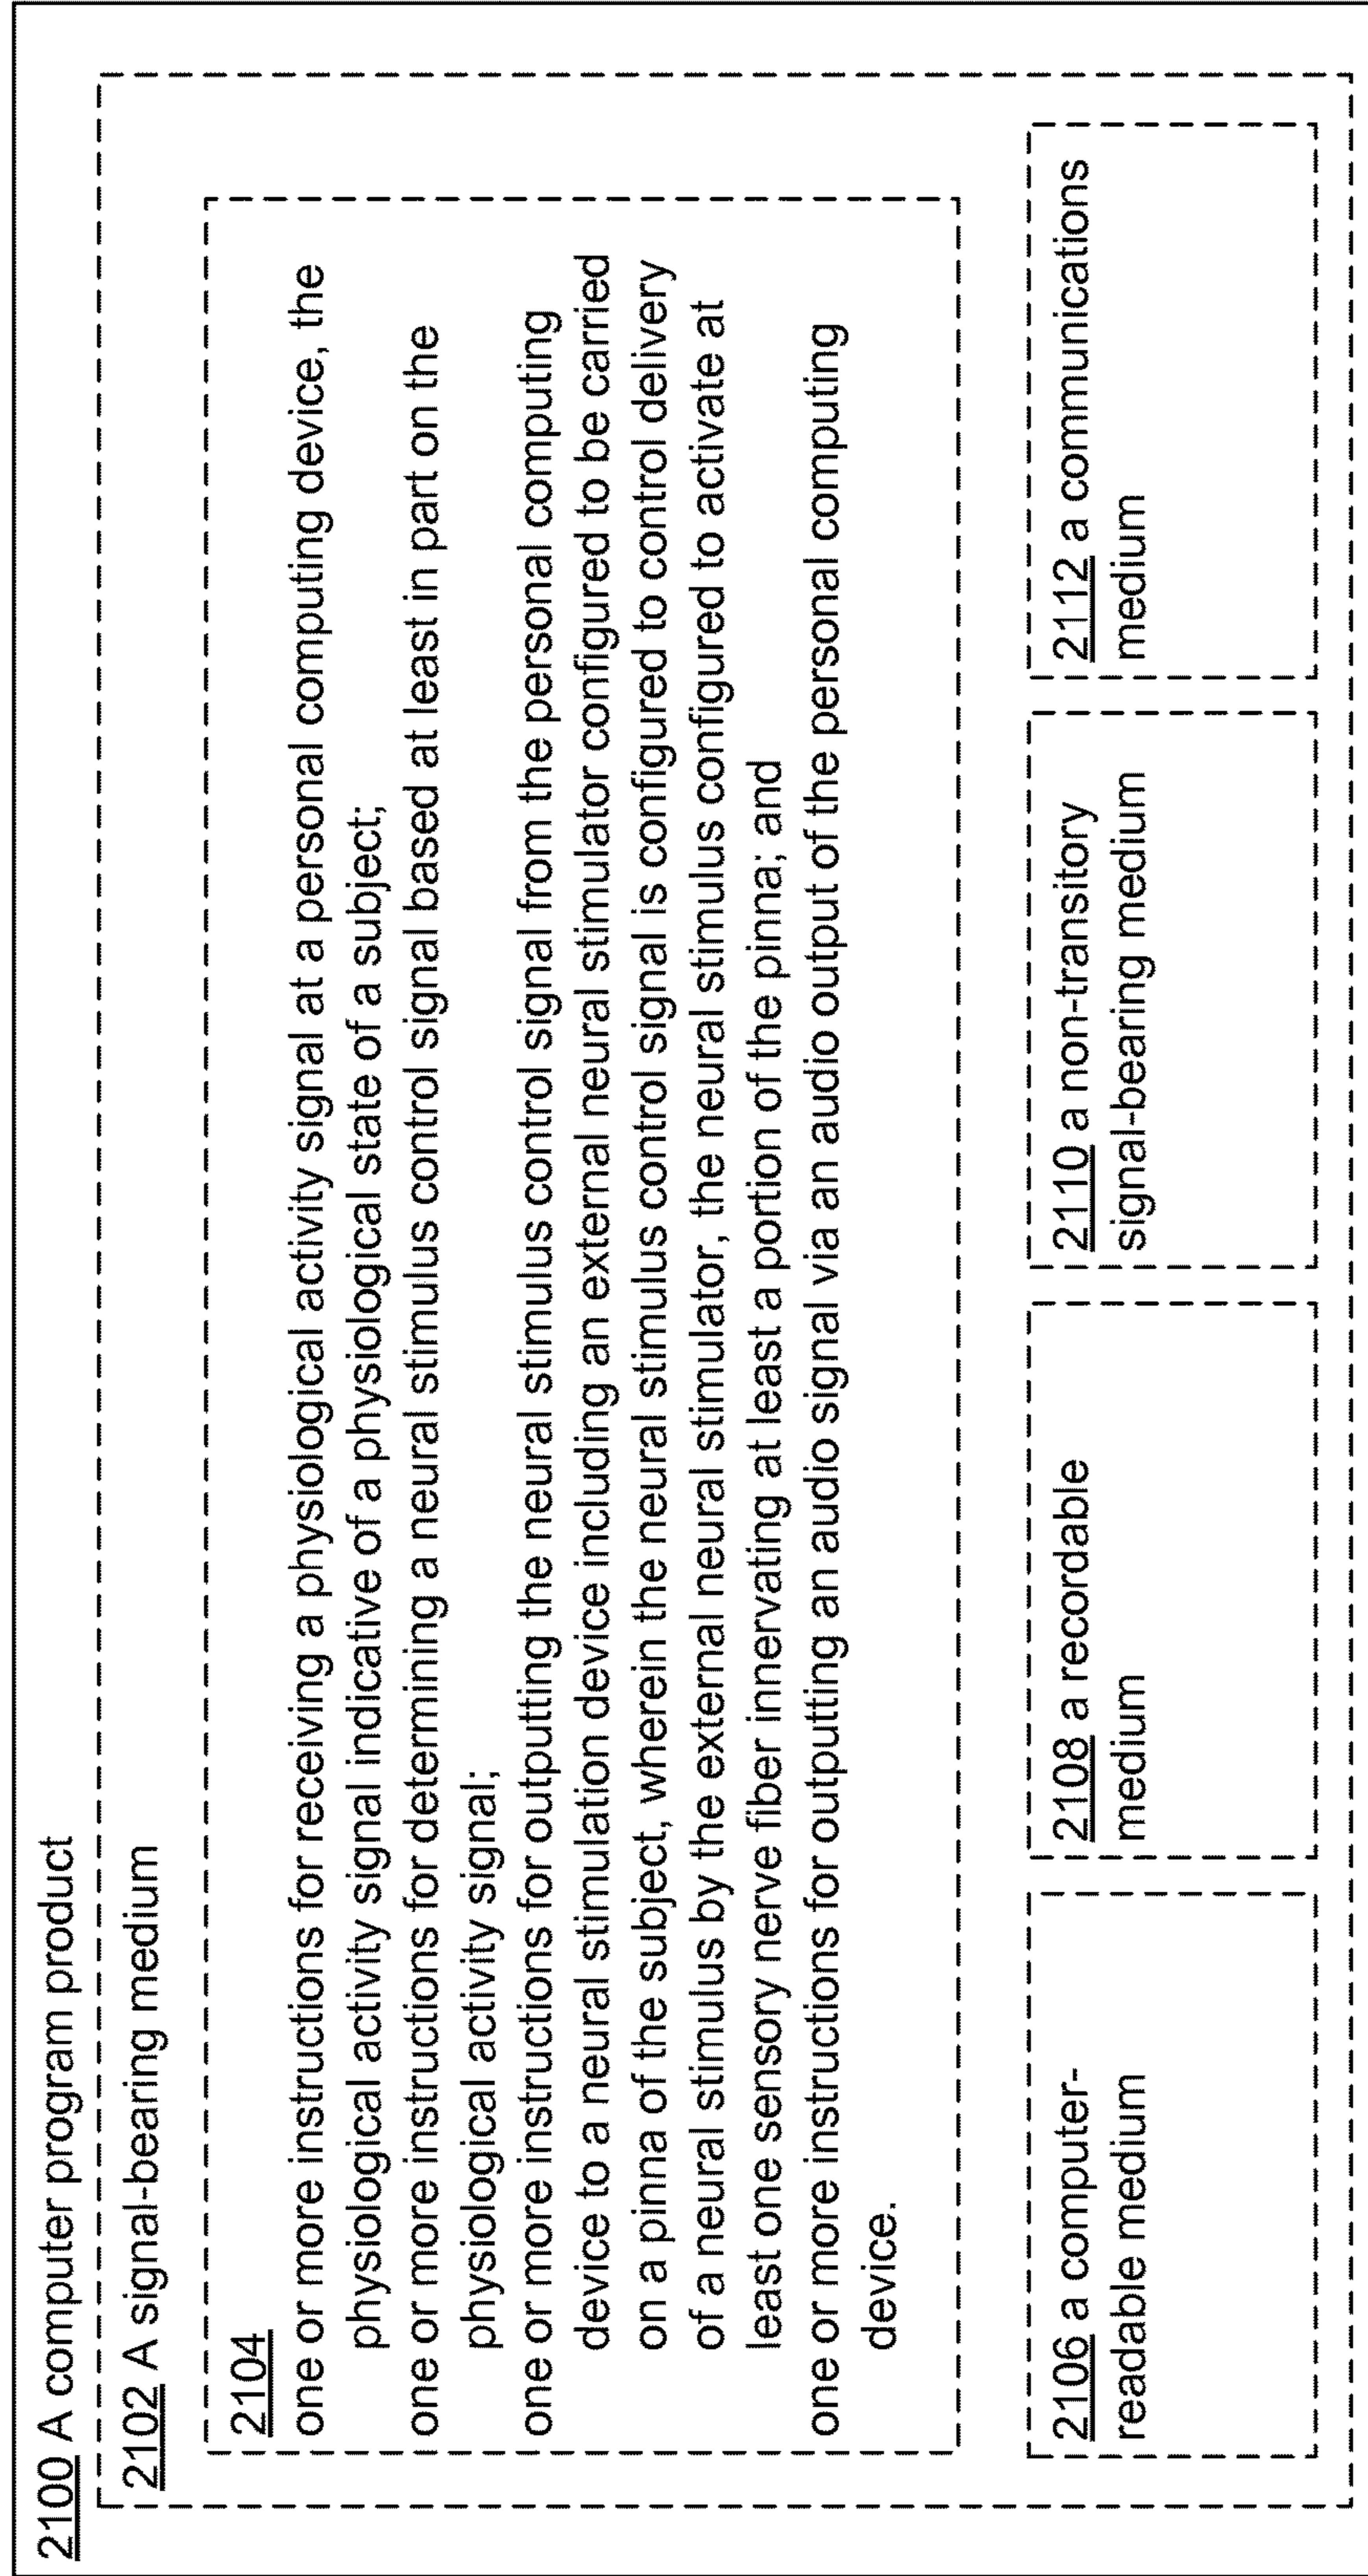 2100 A computer program product
2102 A signal-bearing medium
2104
one or more instructions for receiving a physiological activity signal at a personal computing device, the
physiological activity signal indicative of a physiological state of a subject;
one or more instructions for determining a neural stimulus control signal based at least in part on the
physiological activity signal;
one or more instructions for outputting the neural stimulus control signal from the personal computing
device to a neural stimulation device including an external neural stimulator configured to be carried
on a pinna of the subject, wherein the neural stimulus control signal is configured to control delivery
of a neural stimulus by the external neural stimulator, the neural stimulus configured to activate at
least one sensory nerve fiber innervating at least a portion of the pinna; and
one or more instructions for outputting an audio signal via an audio output of the personal computing
device.
2106 a computer-
readable medium
2108 a recordable
medium
2110 a non-transitory
signal-bearing medium
2112 a communications
medium